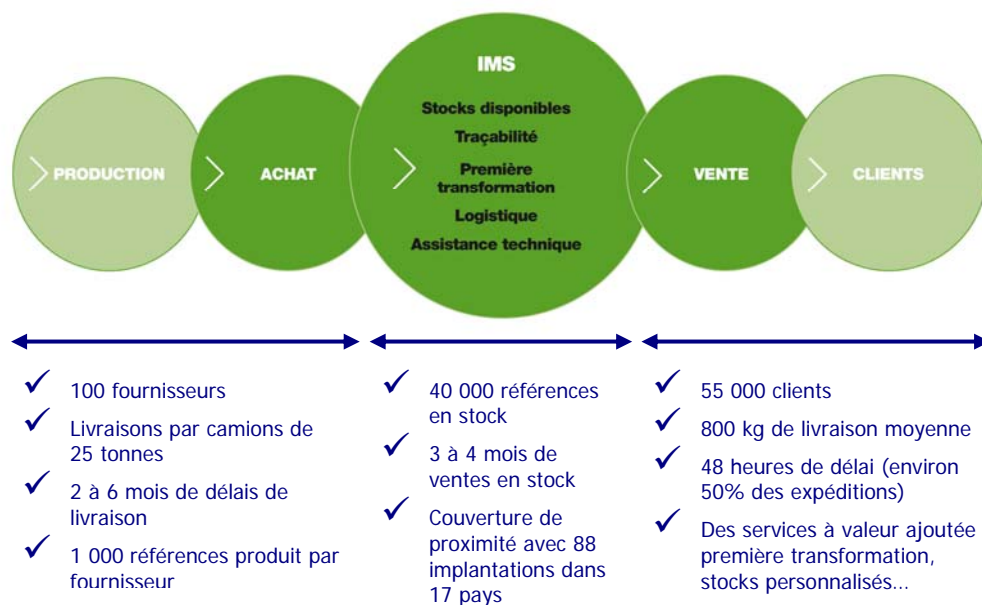 IMS
Stocks disponibles
Traçabilité
Première
transformation
Logistique
Assistance technique
PRODUCTION
ACHAT
VENTE
CLIENTS
100 fournisseurs
Livraisons par camions de
25 tonnes
2 à 6 mois de délais de
livraison
1 000 références produit par
fournisseur
40 000 références
en stock
3 à 4 mois de
ventes en stock
Couverture de
proximité avec 88
implantations dans
17 pays
55 000 clients
800 kg de livraison moyenne
48 heures de délai (environ
50% des expéditions)
Des services à valeur ajoutée
première transformation,
stocks personnalisés...